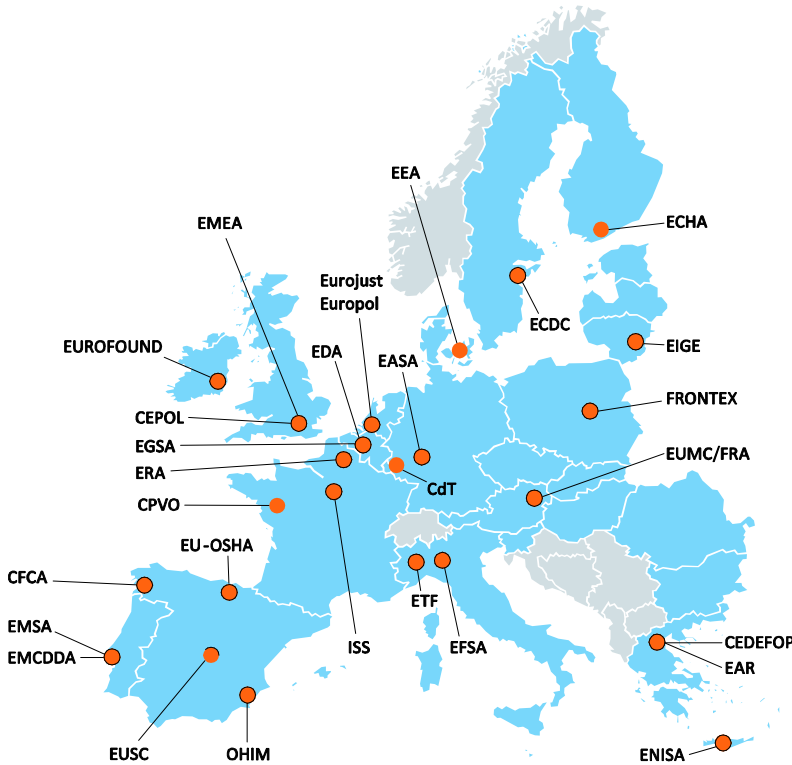 EEA
EMEA
ECHA
Eurojust
Europol
ECDC
EUROFOUND
EDA
EASA
EIGE
CEPOL
FRONTEX
EGSA
ERA
EUMC/FRA
CdT
CPVO
EU-OSHA
CFCA
ETF
EMSA
ISS
EFSA
CEDEFOP
EMCDDA
EAR
EUSC
OHIM
ENISA